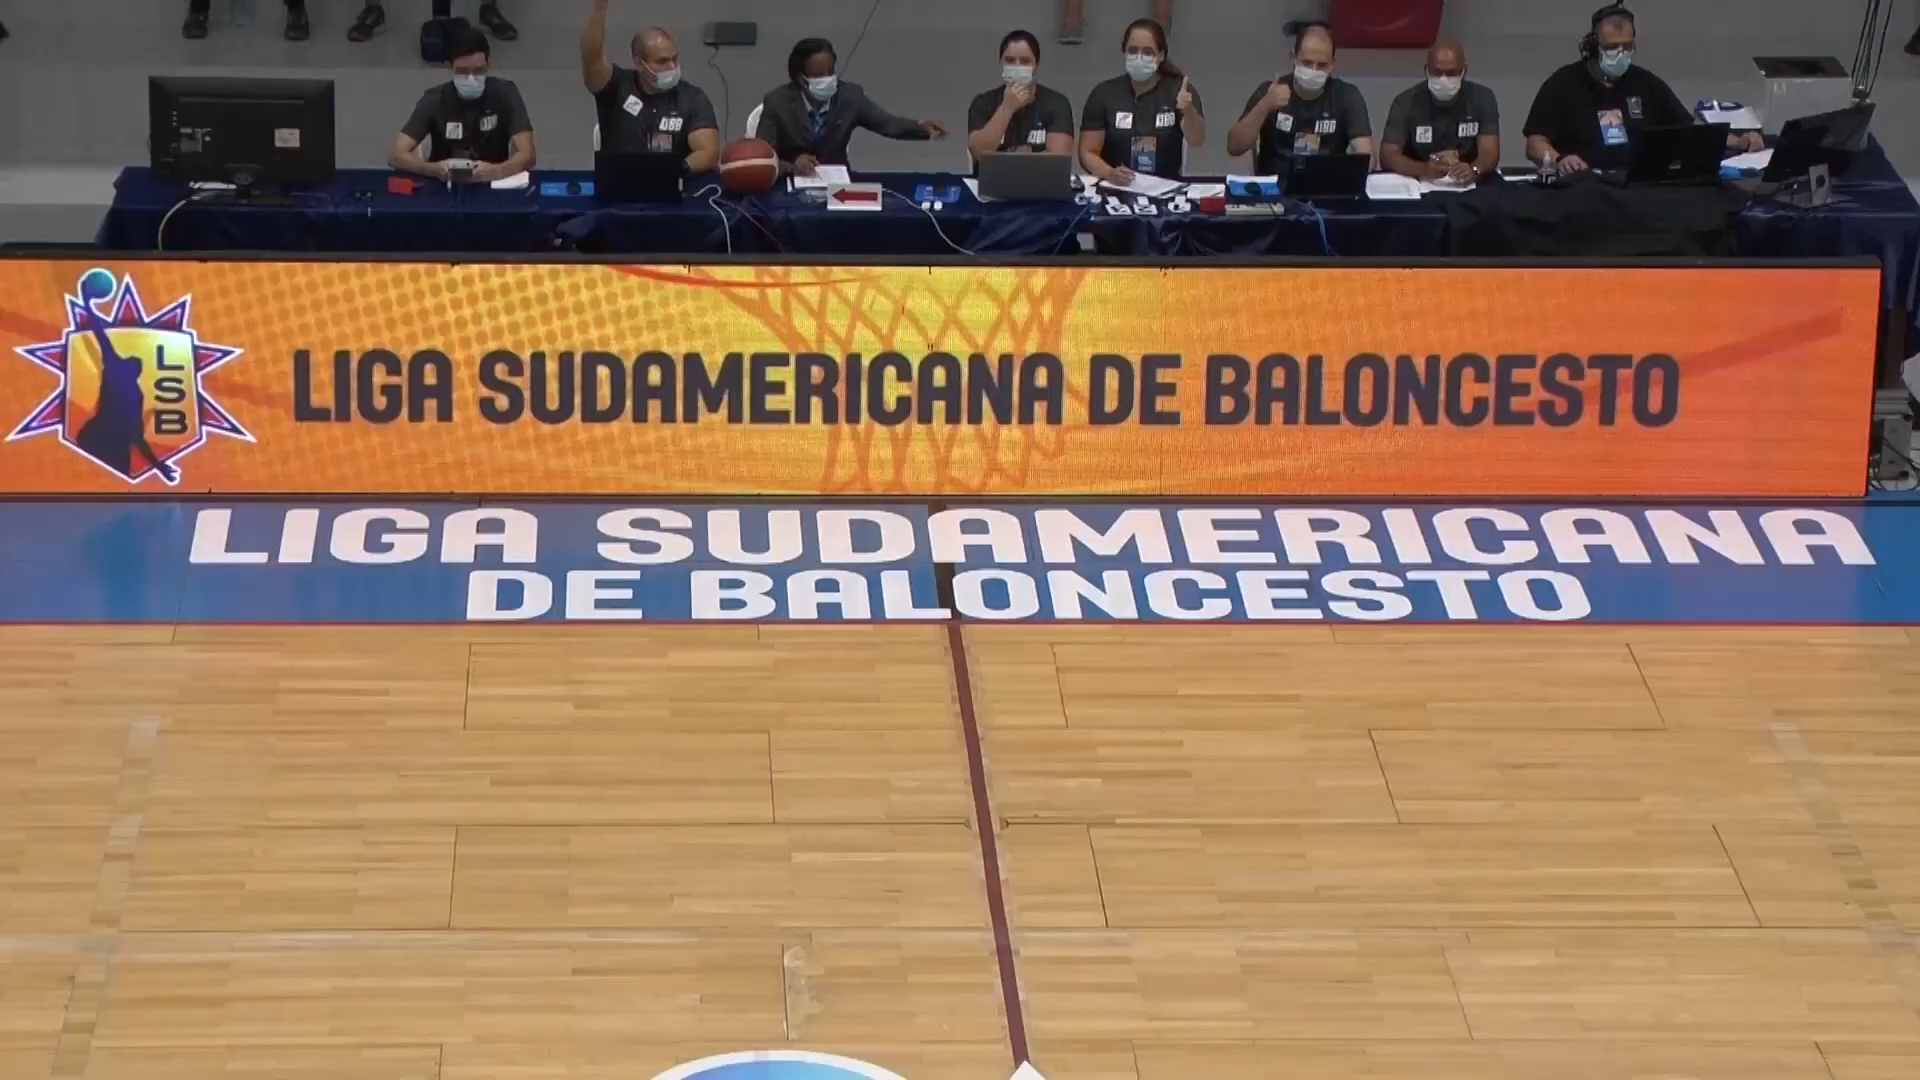 LSB
LIGA SUDAMERICANA DE BALONCESTO
LIGA SUDAMERICANA
DE BALONCESTO